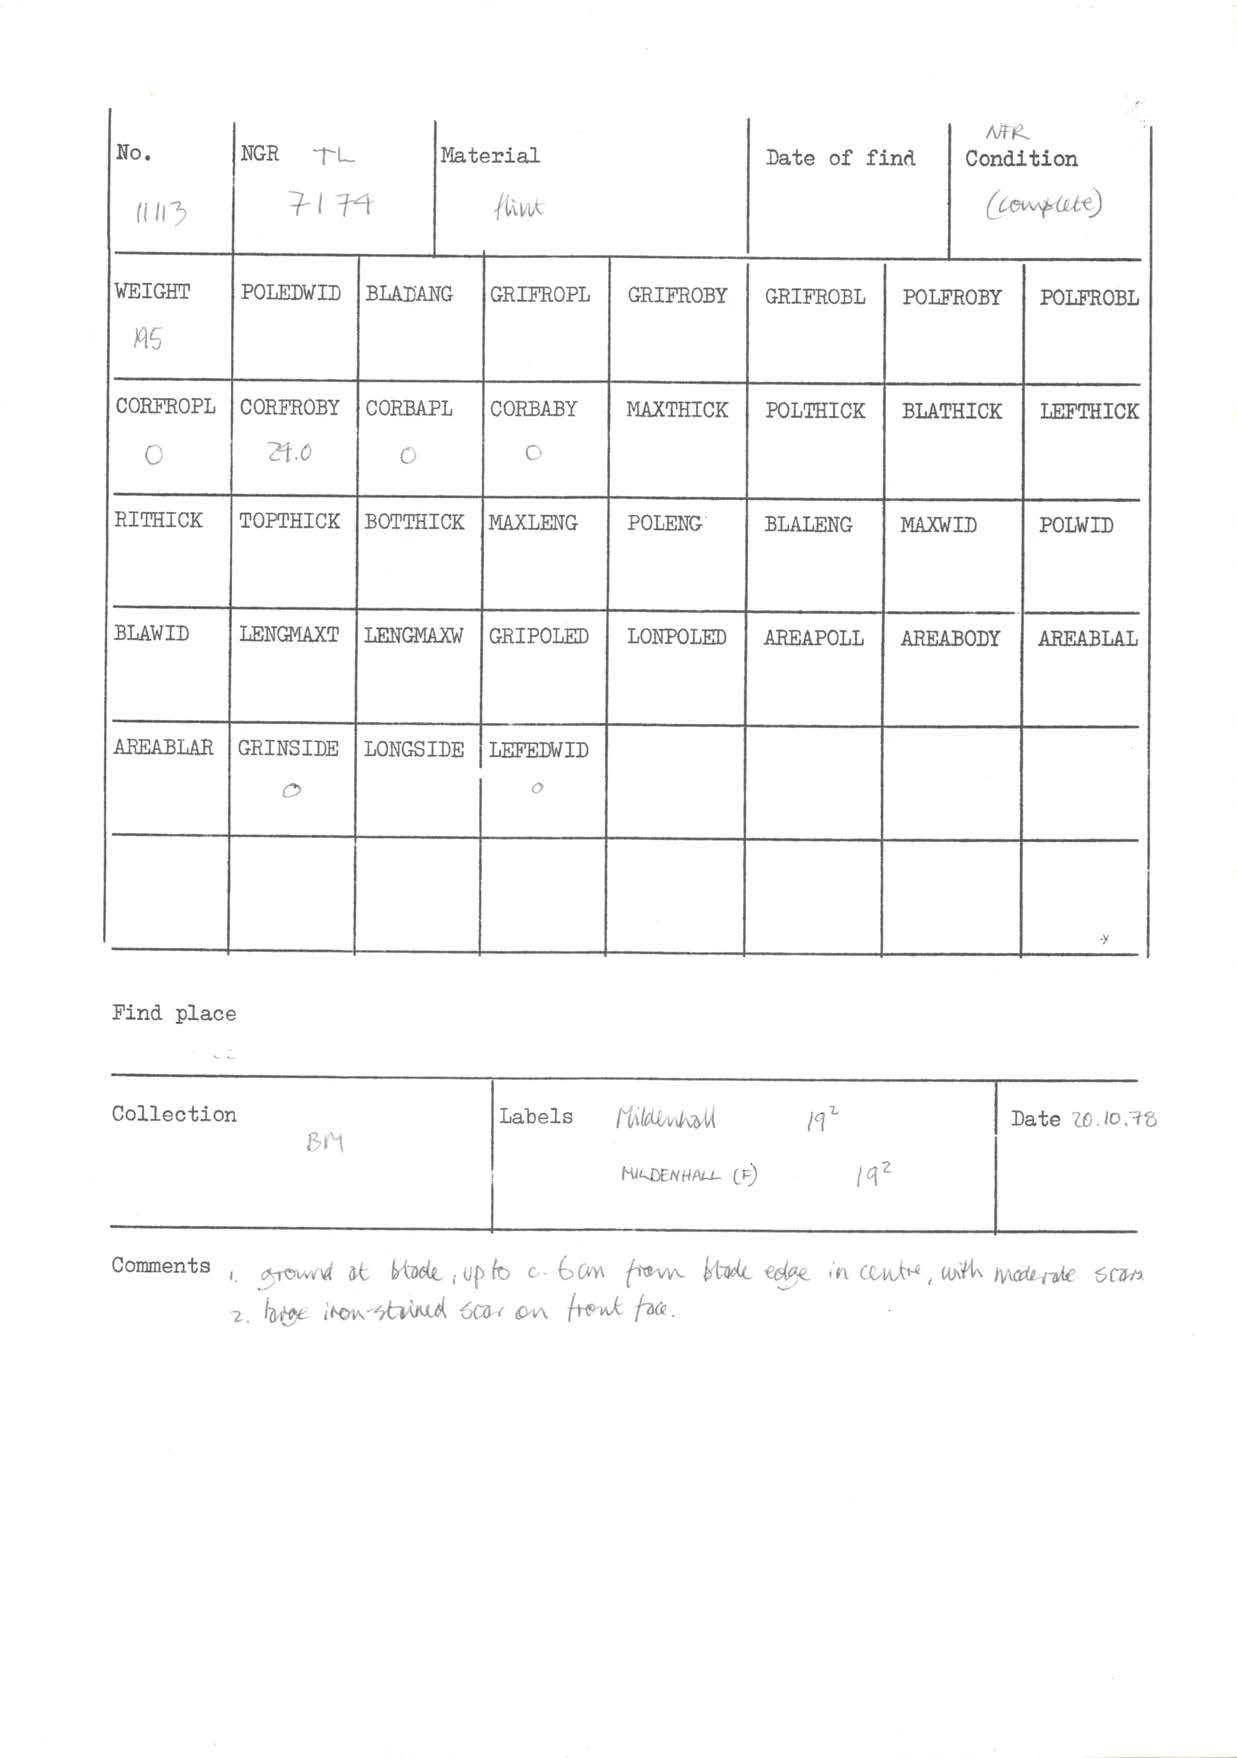 NFR
No. NGR TL Material Date of find Condition
11113 7174 flint (complete)
WEIGHT POLEDWID BLADANG GRIFROPL GRIFROBY GRIFROBL POLFROBY POLFROBL
195
CORFROPL CORFROBY CORBAPL CORBABY MAXTHICK POLTHICK BLATHICK LEFTHICK
0 24.0 0 0
RITHICK TOPTHICK BOTTHICK MAXLENG POLENG BLALENG MAXWID POLWID
BLAWID LENGMAXT LENGMAXW GRIPOLED LONPOLED AREAPOLL AREABODY AREABLAL
AREABLAR GRINSIDE LONGSIDE LEFEDWID
0 0
Find place
Collection Labels Mildenhall 19² Date 20.10.78
BM
MILDENHALL (F) 19²
Comments 1. ground at blade, up to c. 6cm from blade edge in centre, with moderate scars
2. large iron-stained scar on front face.